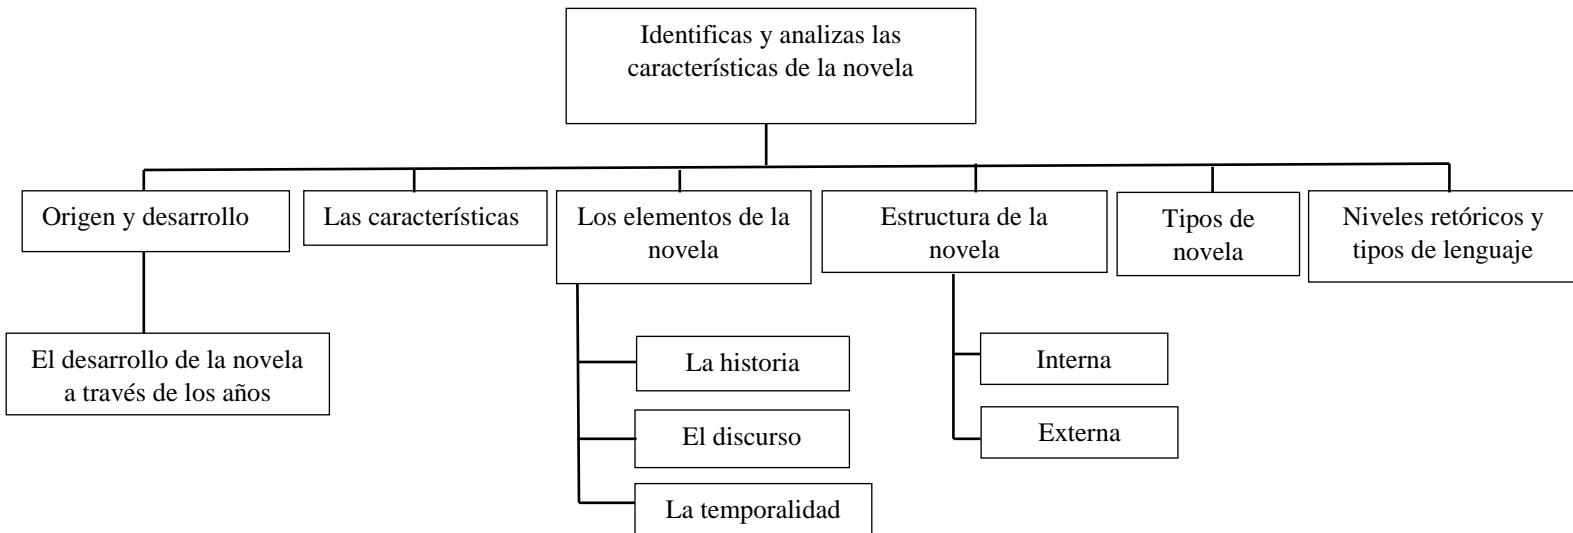 Identificas y analizas las
características de la novela
Origen y desarrollo
Las características
Los elementos de la
novela
Estructura de la
novela
Tipos de
novela
Niveles retóricos y
tipos de lenguaje
El desarrollo de la novela
a través de los años
La historia
El discurso
La temporalidad
Interna
Externa